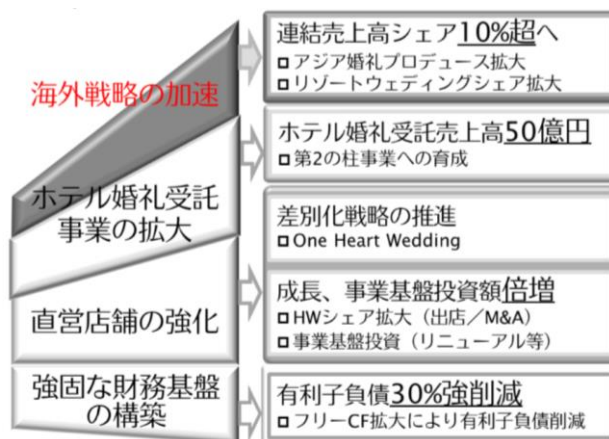 海外戦略の加速
連結売上高シェア10%超へ
アジア婚礼プロデュース拡大
リゾートウェディングシェア拡大
ホテル婚礼受託
事業の拡大
ホテル婚礼受託売上高50億円
第2の柱事業への育成
直営店舗の強化
差別化戦略の推進
One Heart Wedding
成長、事業基盤投資額倍増
HWシェア拡大（出店／M&A）
事業基盤投資（リニューアル等）
強固な財務基盤
の構築
有利子負債30%強削減
フリーCF拡大により有利子負債削減